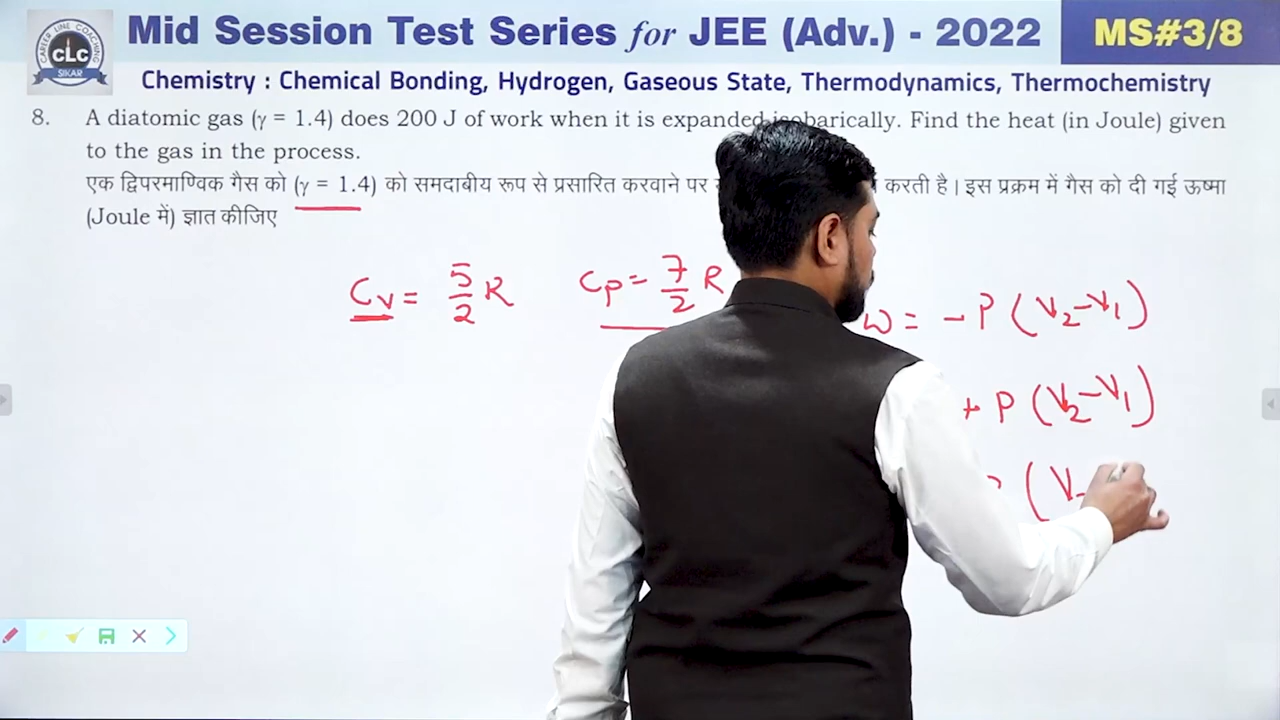 Mid Session Test Series for JEE (Adv.) - 2022
MS#3/8
CAREER LINE COACHING
CLC
SIKAR
Chemistry : Chemical Bonding, Hydrogen, Gaseous State, Thermodynamics, Thermochemistry
8. A diatomic gas (γ = 1.4) does 200 J of work when it is expanded isobarically. Find the heat (in Joule) given
to the gas in the process.
एक द्विपरमाण्विक गैस को (γ = 1.4) को समदाबीय रूप से प्रसारित करवाने पर करती है। इस प्रक्रम में गैस को दी गई ऊष्मा
(Joule में) ज्ञात कीजिए
Cv = 5/2 R Cp = 7/2 R w = -P (V2-V1)
+ P (V2-V1)
(V